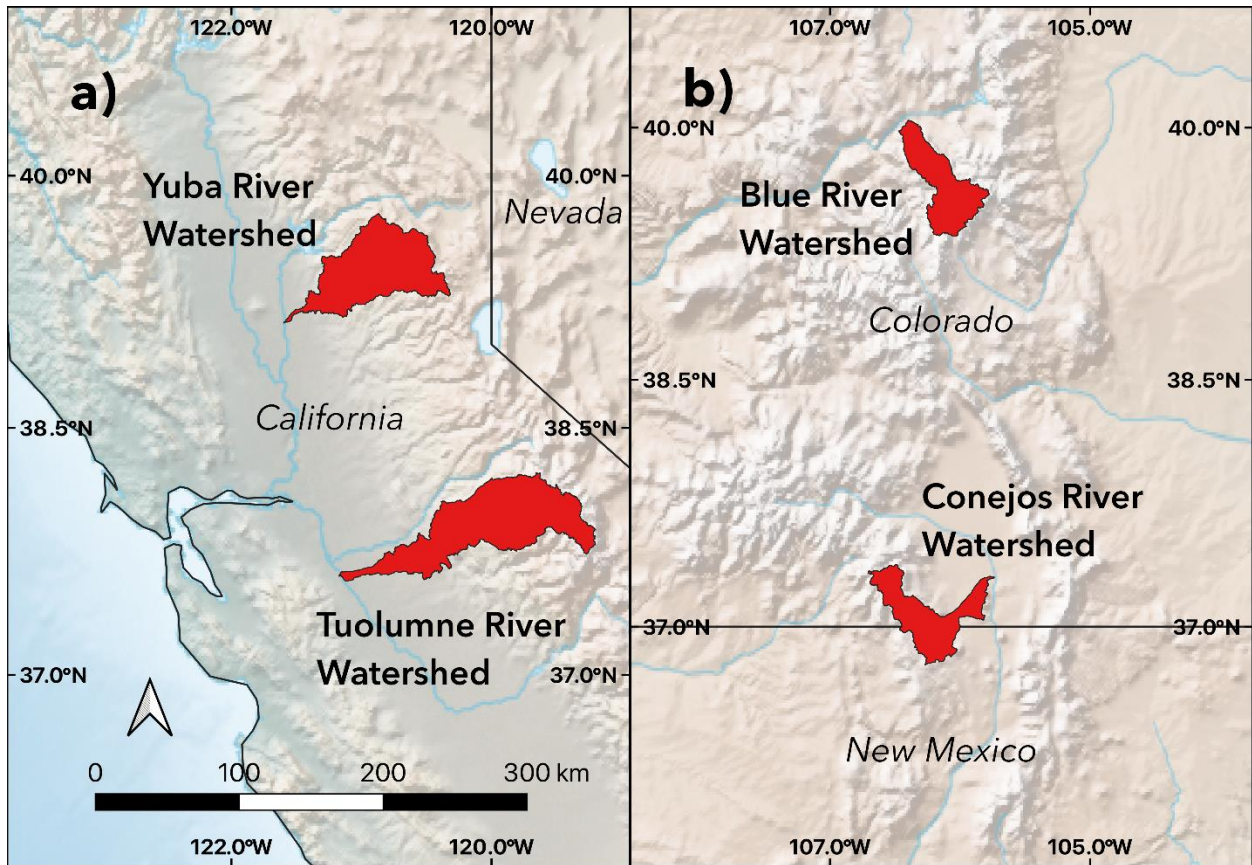 122.0°W
120.0°W
a)
40.0°N
40.0°N
Yuba River
Watershed
Nevada
California
38.5°N
38.5°N
Tuolumne River
Watershed
37.0°N
37.0°N
0 100 200 300 km
122.0°W
120.0°W
107.0°W
105.0°W
b)
40.0°N
40.0°N
Blue River
Watershed
Colorado
38.5°N
38.5°N
Conejos River
Watershed
37.0°N
37.0°N
New Mexico
107.0°W
105.0°W